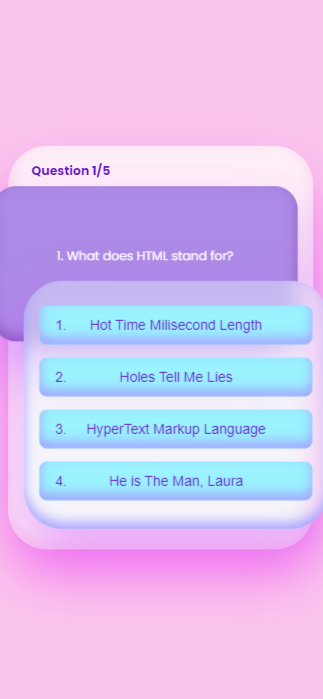 Question 1/5
1. What does HTML stand for?
1. Hot Time Milisecond Length
2. Holes Tell Me Lies
3. HyperText Markup Language
4. He is The Man, Laura